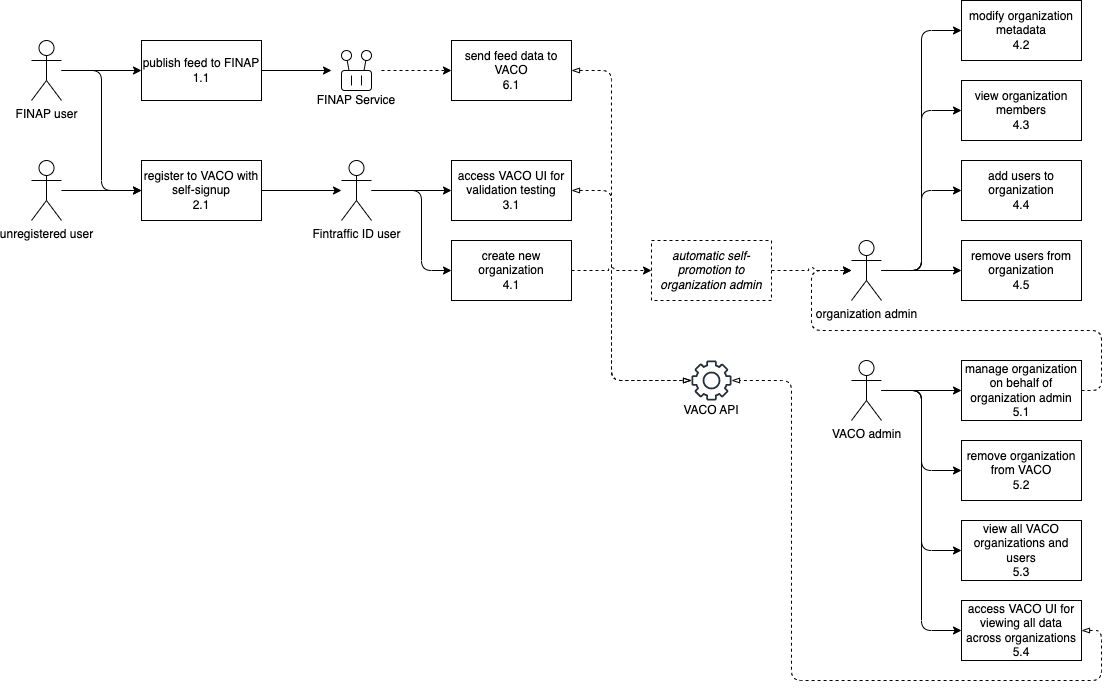 modify organization
metadata
4.2
publish feed to FINAP
1.1
FINAP user
FINAP Service
send feed data to
VACO
6.1
view organization
members
4.3
register to VACO with
self-signup
2.1
unregistered user
Fintraffic ID user
access VACO UI for
validation testing
3.1
add users to
organization
4.4
create new
organization
4.1
automatic self-
promotion to
organization admin
organization admin
remove users from
organization
4.5
VACO API
VACO admin
manage organization
on behalf of
organization admin
5.1
remove organization
from VACO
5.2
view all VACO
organizations and
users
5.3
access VACO UI for
viewing all data
across organizations
5.4